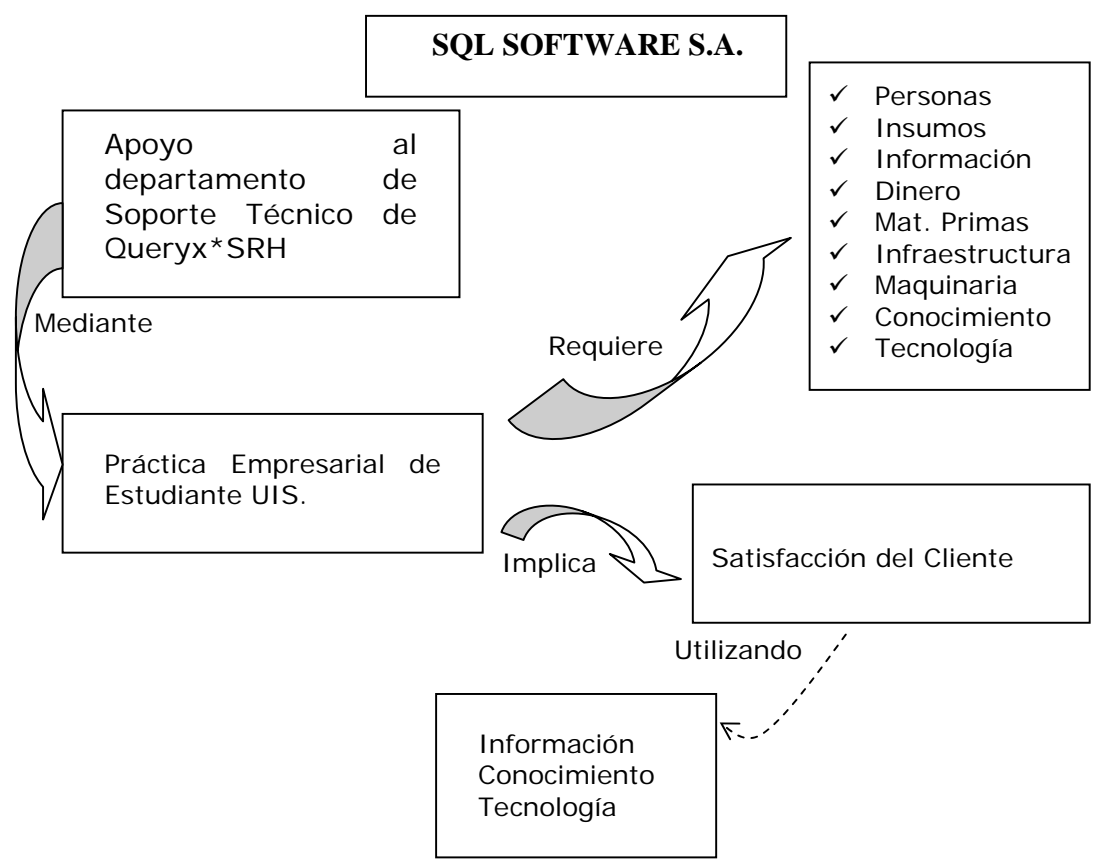 SQL SOFTWARE S.A.
Apoyo al
departamento de
Soporte Técnico de
Queryx*SRH
Mediante
Práctica Empresarial de
Estudiante UIS.
Requiere
✓ Personas
✓ Insumos
✓ Información
✓ Dinero
✓ Mat. Primas
✓ Infraestructura
✓ Maquinaria
✓ Conocimiento
✓ Tecnología
Implica
Satisfacción del Cliente
Utilizando
Información
Conocimiento
Tecnología